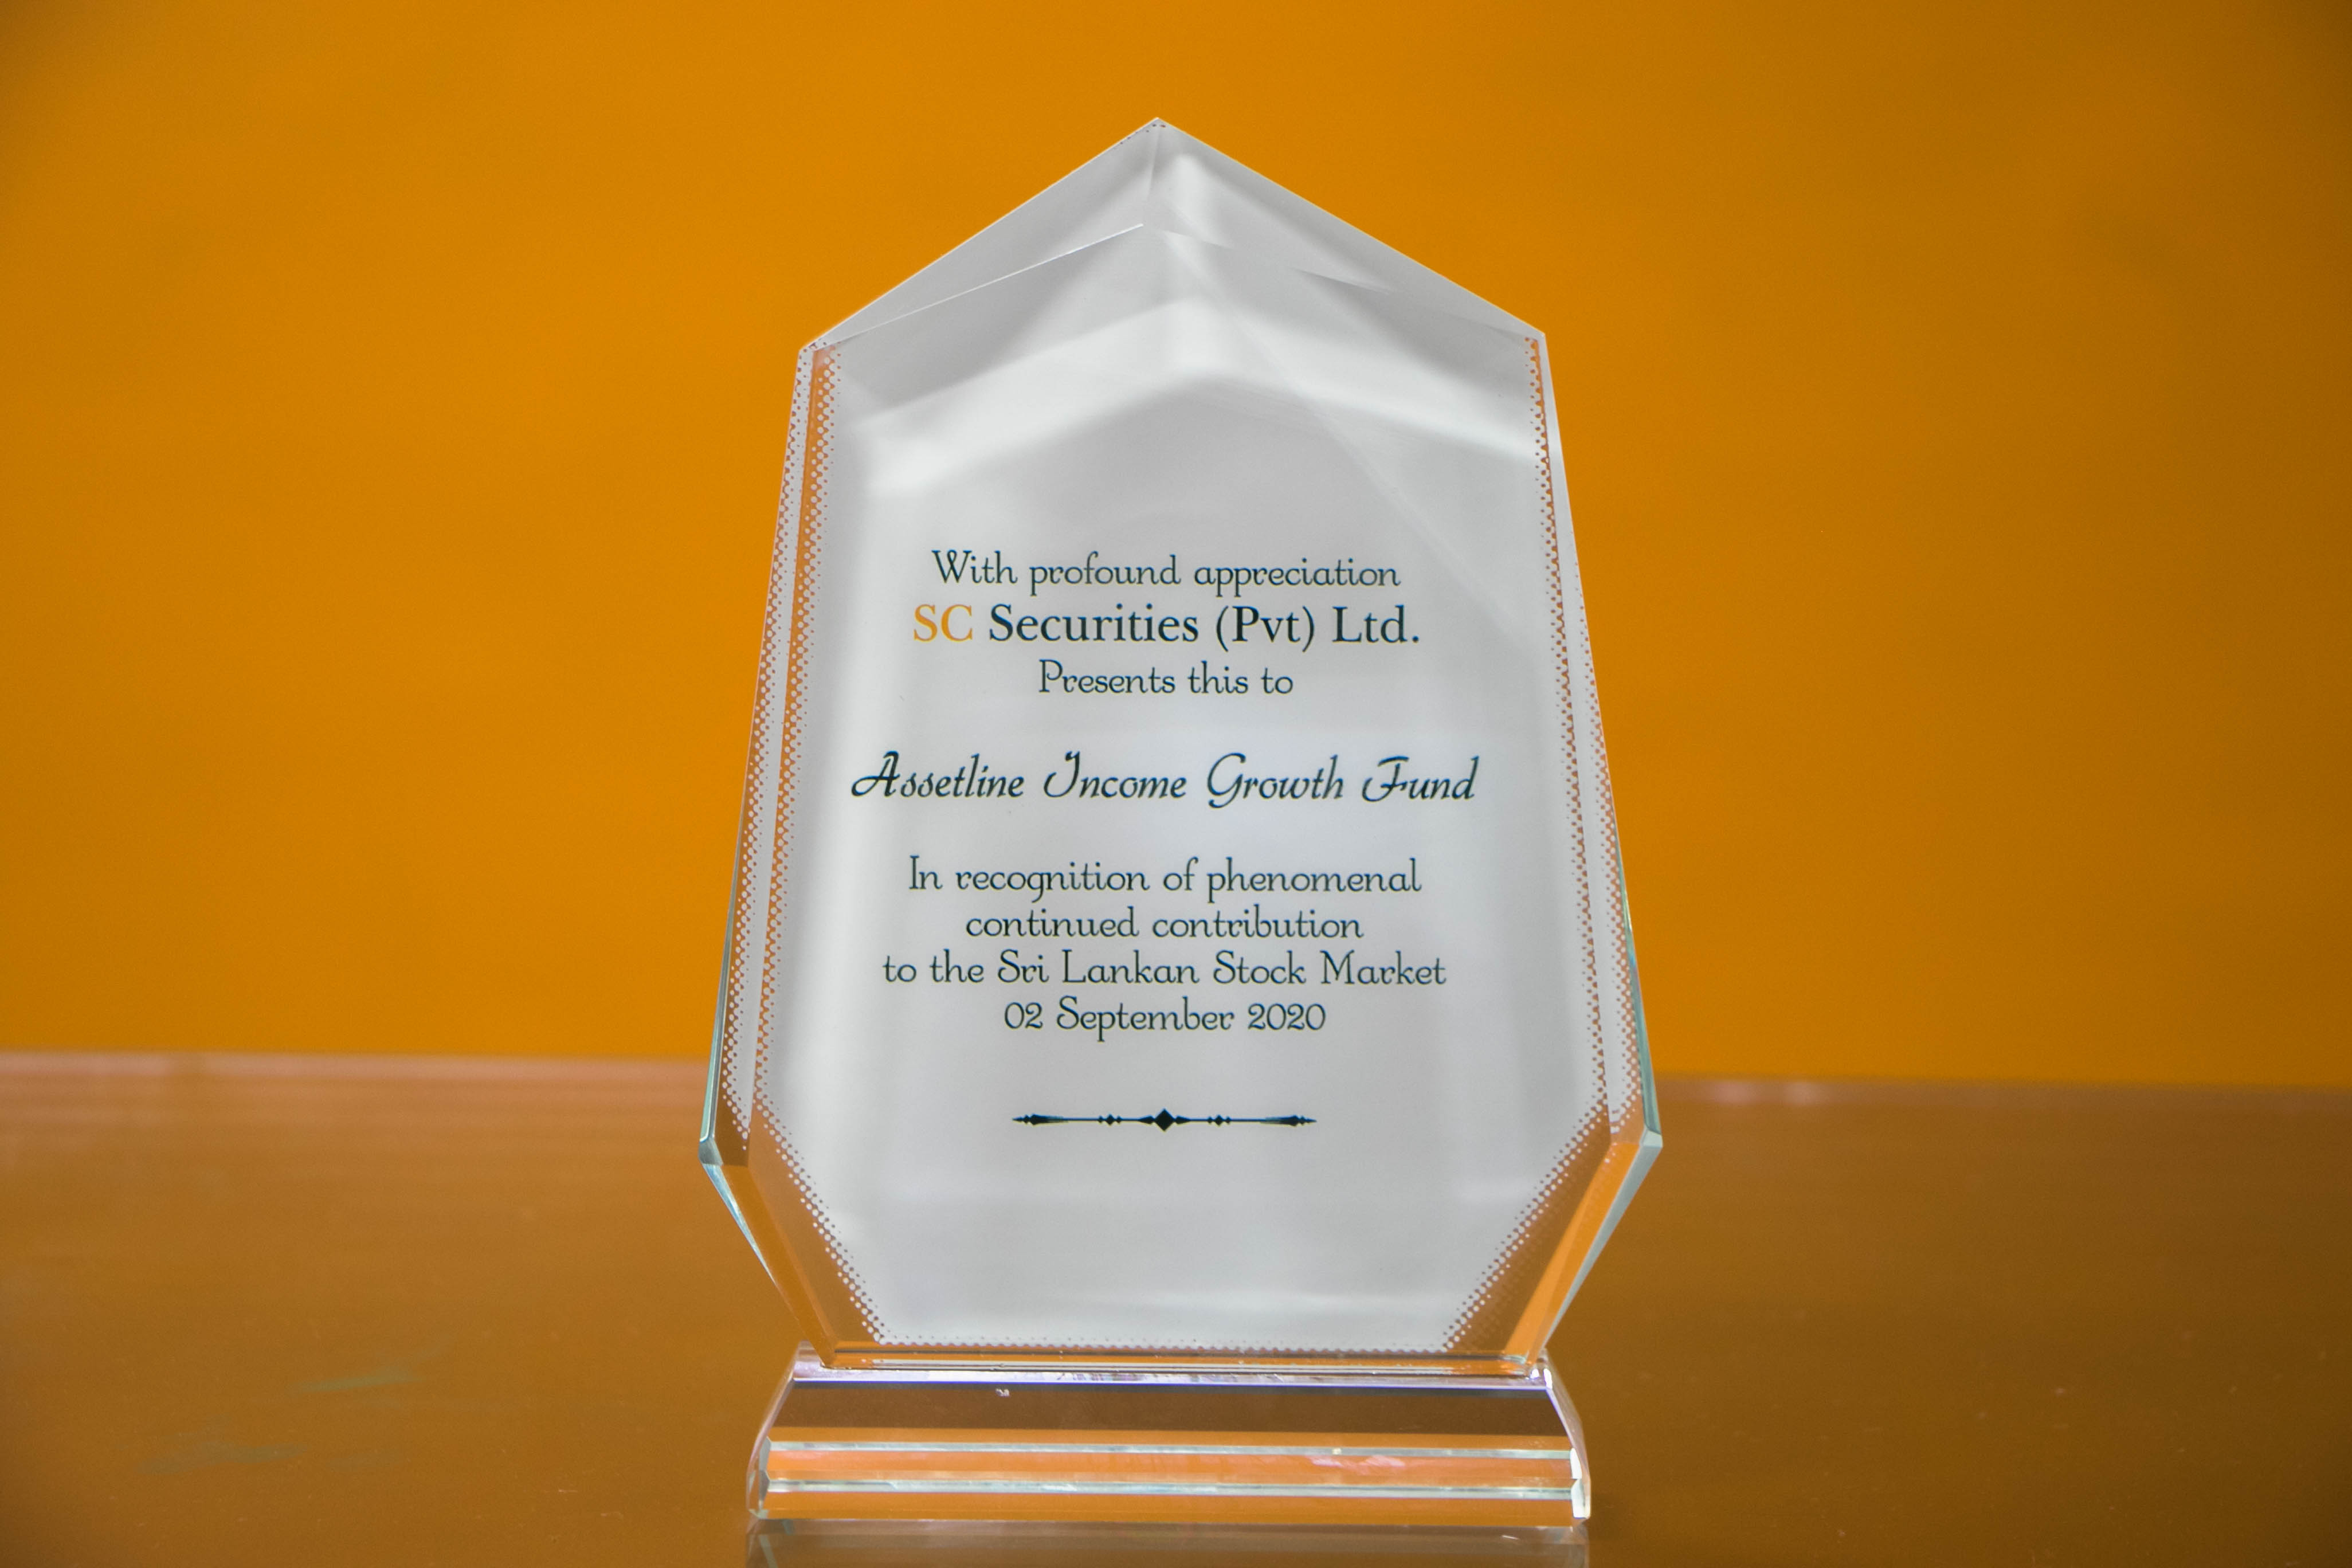 With profound appreciation
SC Securities (Pvt) Ltd.
Presents this to
Assetline Income Growth Fund
In recognition of phenomenal
continued contribution
to the Sri Lankan Stock Market
02 September 2020